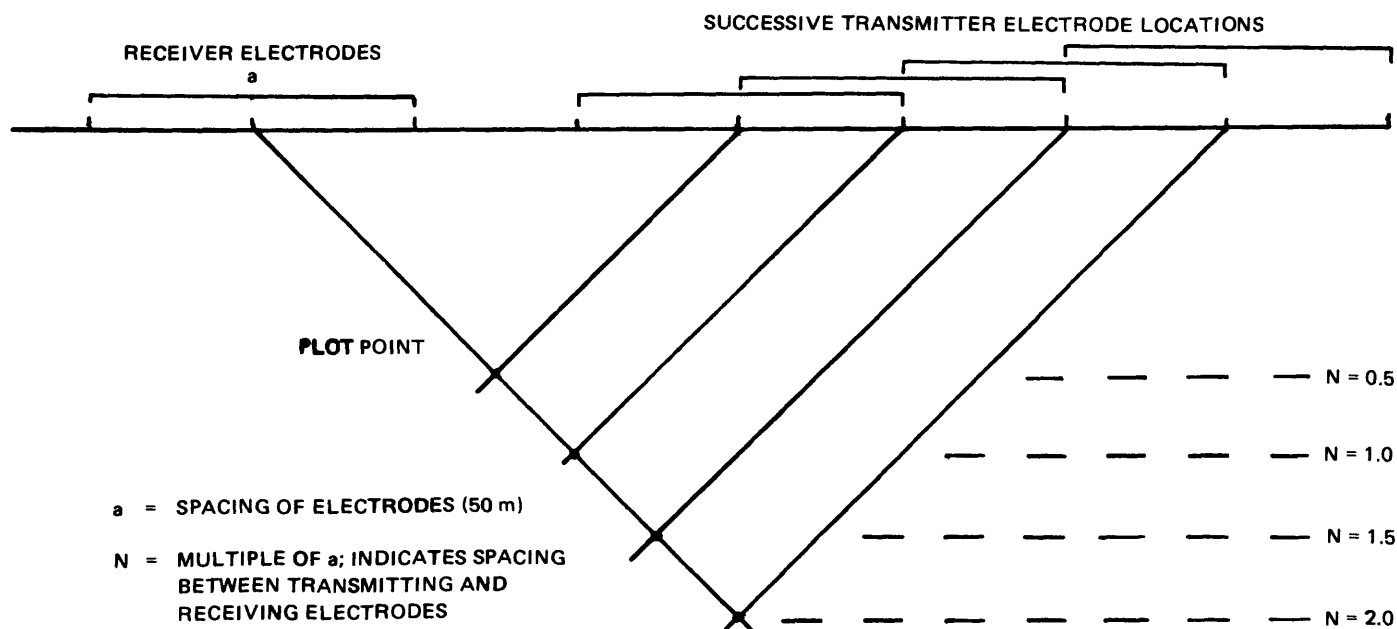 SUCCESSIVE TRANSMITTER ELECTRODE LOCATIONS
RECEIVER ELECTRODES
a
PLOT POINT
N = 0.5
N = 1.0
a = SPACING OF ELECTRODES (50 m)
N = 1.5
N = MULTIPLE OF a; INDICATES SPACING
BETWEEN TRANSMITTING AND
RECEIVING ELECTRODES
N = 2.0